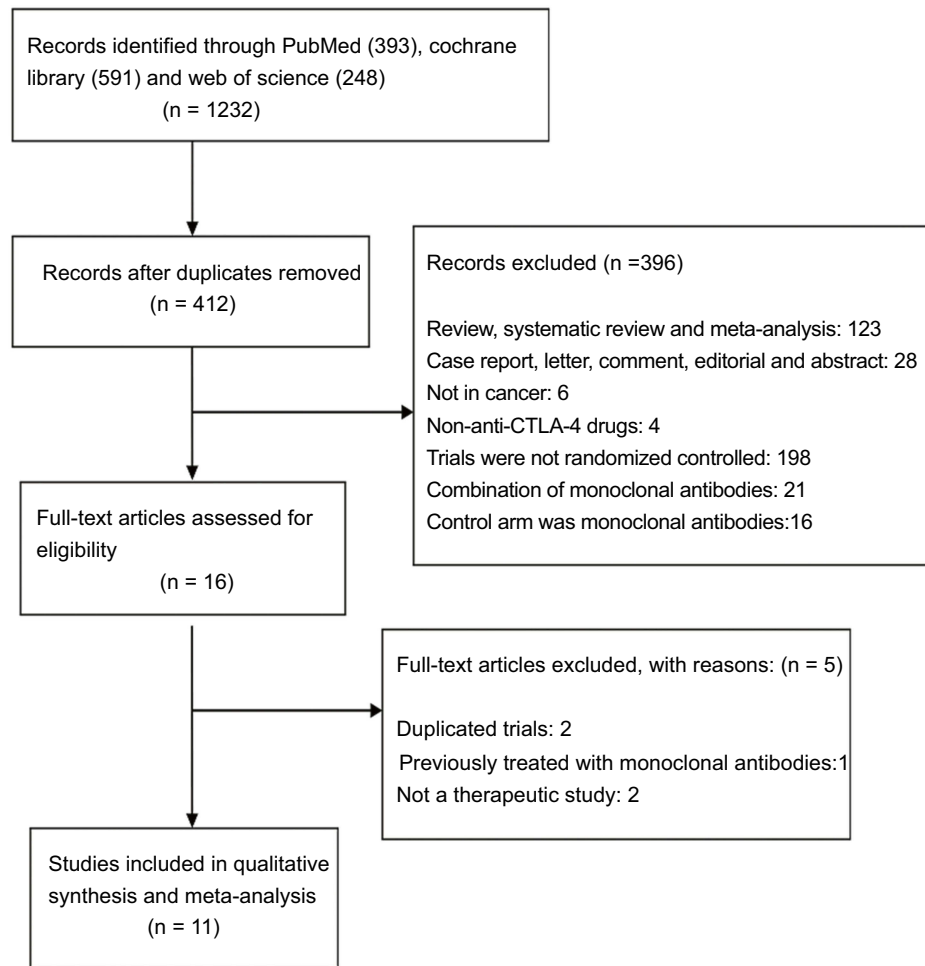 Records identified through PubMed (393), cochrane
library (591) and web of science (248)
(n = 1232)
Records after duplicates removed
(n = 412)
Records excluded (n =396)
Review, systematic review and meta-analysis: 123
Case report, letter, comment, editorial and abstract: 28
Not in cancer: 6
Non-anti-CTLA-4 drugs: 4
Trials were not randomized controlled: 198
Combination of monoclonal antibodies: 21
Control arm was monoclonal antibodies:16
Full-text articles assessed for
eligibility
(n = 16)
Full-text articles excluded, with reasons: (n = 5)
Duplicated trials: 2
Previously treated with monoclonal antibodies:1
Not a therapeutic study: 2
Studies included in qualitative
synthesis and meta-analysis
(n = 11)